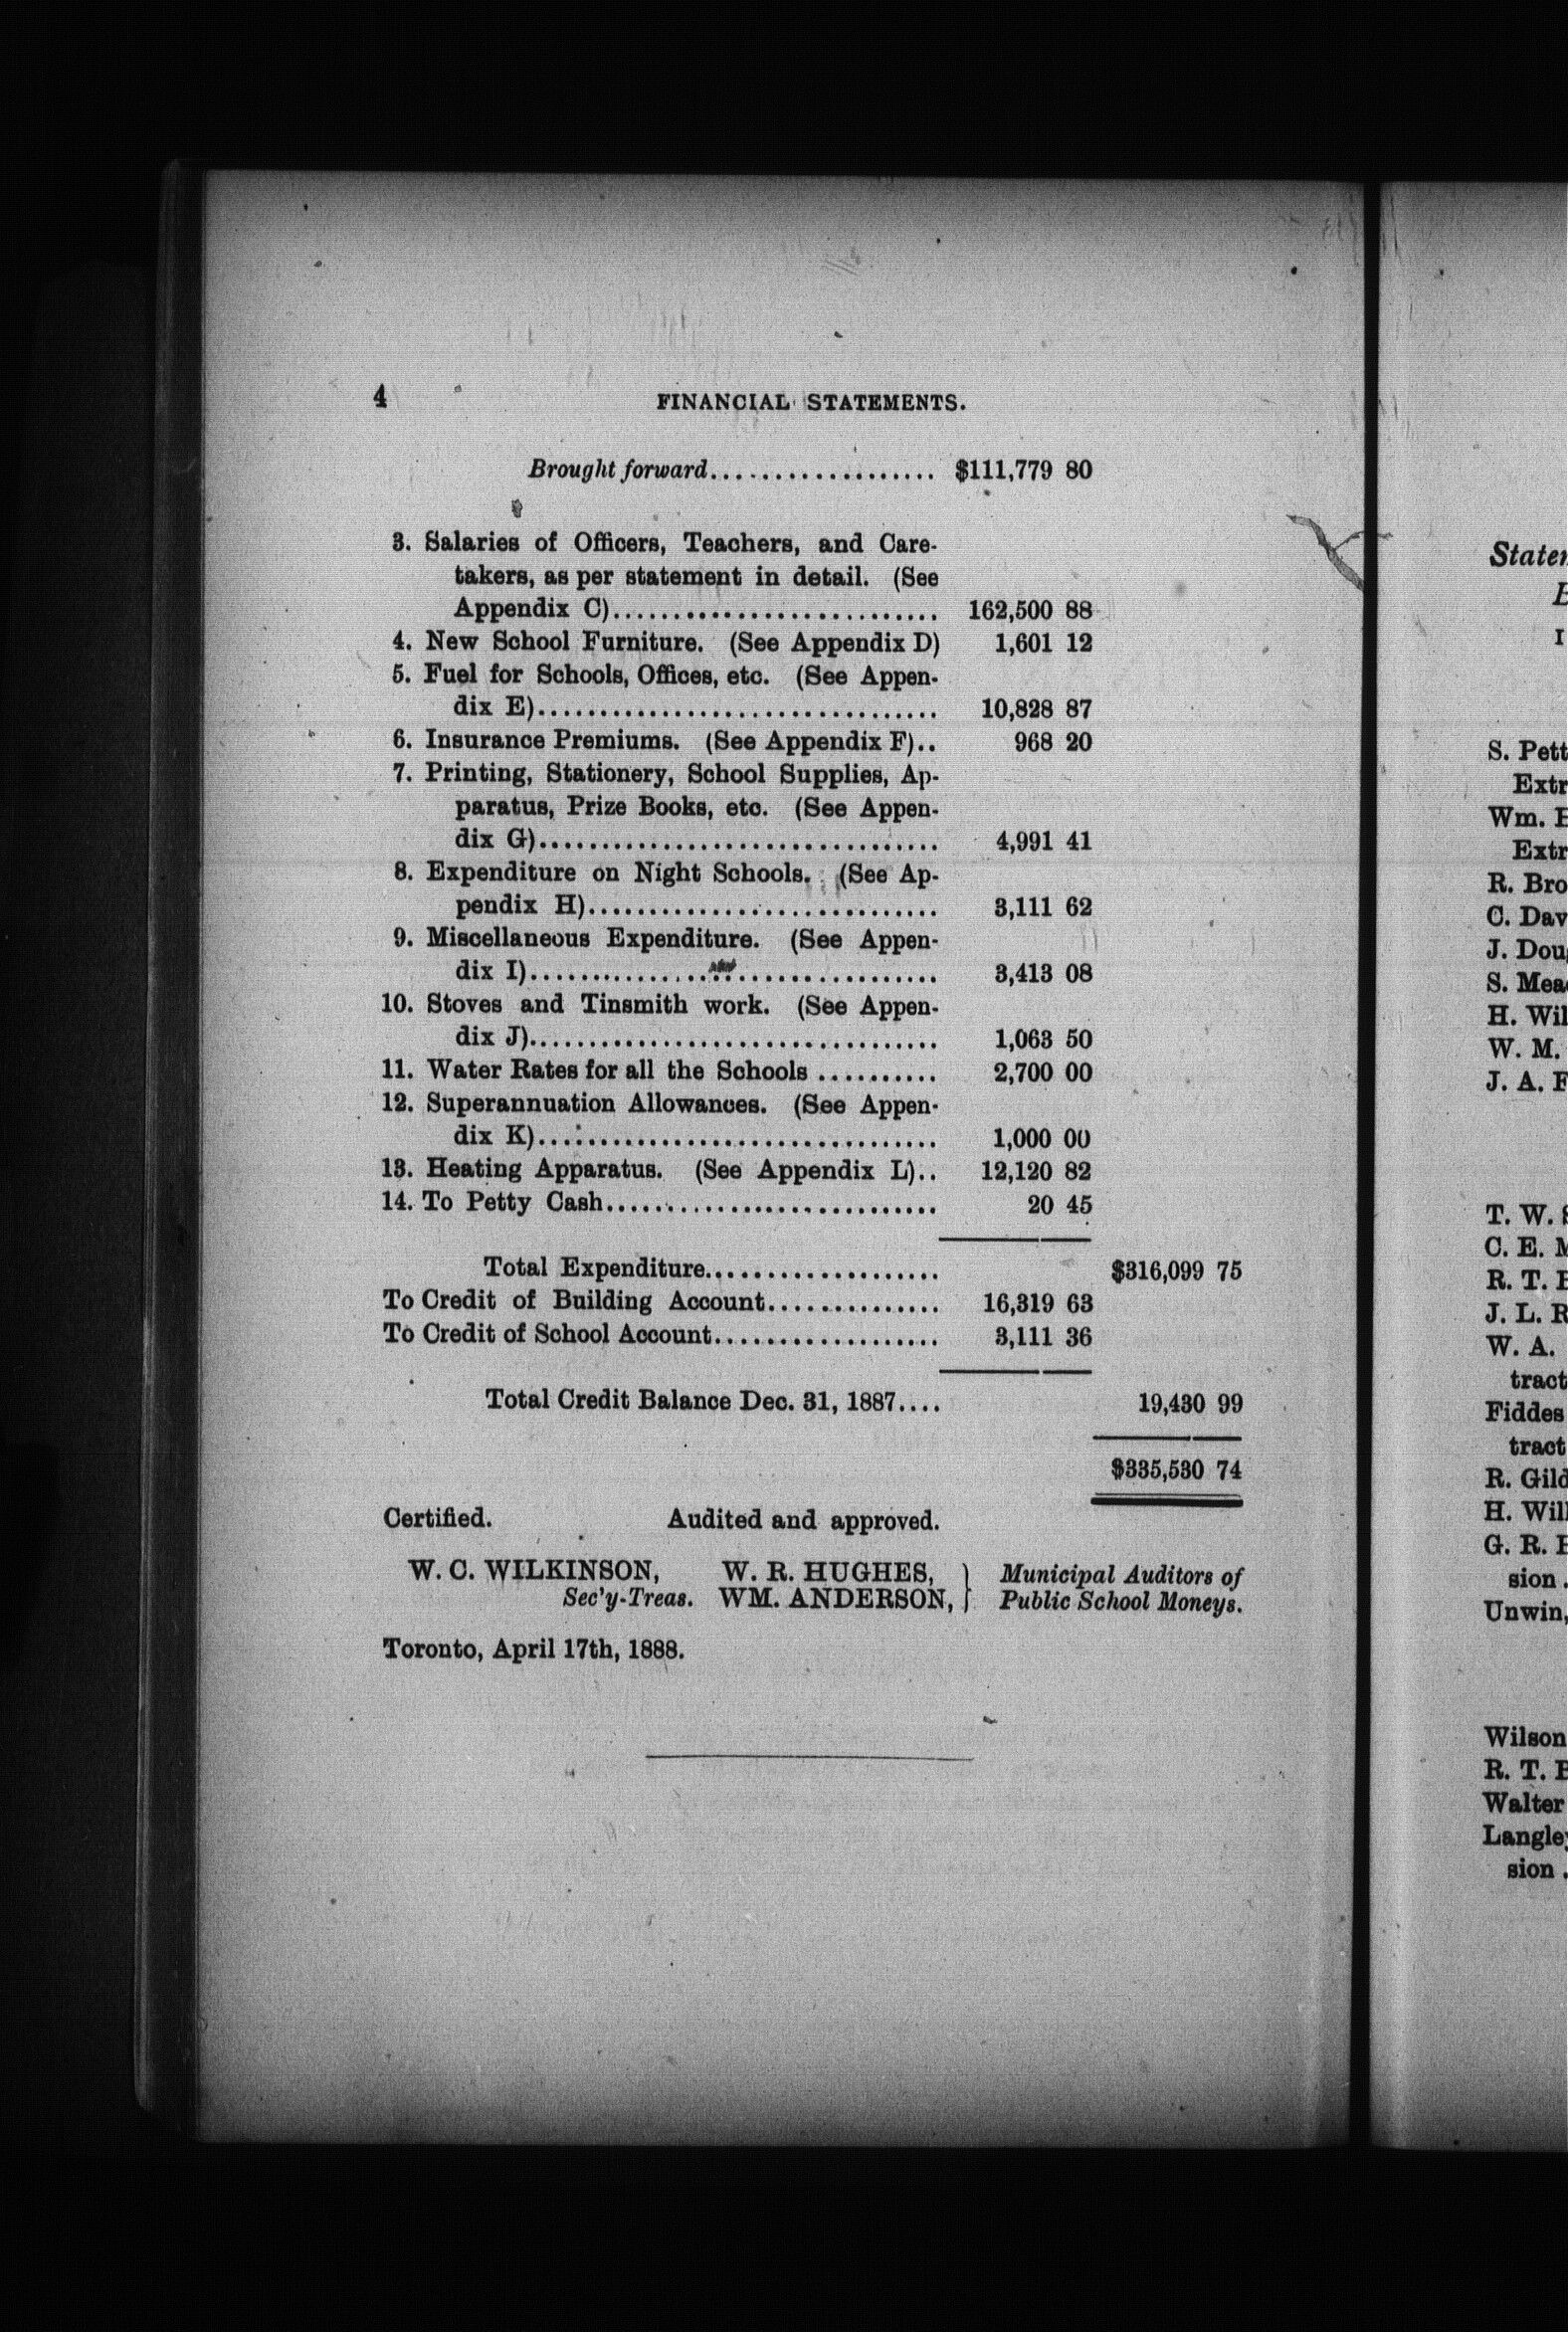 4
FINANCIAL STATEMENTS.
Brought forward.................. $111,779 80
3. Salaries of Officers, Teachers, and Care-
takers, as per statement in detail. (See
Appendix C).......................... 162,500 88
4. New School Furniture. (See Appendix D) 1,601 12
5. Fuel for Schools, Offices, etc. (See Appen-
dix E)................................ 10,828 87
6. Insurance Premiums. (See Appendix F).. 968 20
7. Printing, Stationery, School Supplies, Ap-
paratus, Prize Books, etc. (See Appen-
dix G)................................ 4,991 41
8. Expenditure on Night Schools. (See Ap-
pendix H)............................ 3,111 62
9. Miscellaneous Expenditure. (See Appen-
dix I)................................. 3,413 08
10. Stoves and Tinsmith work. (See Appen-
dix J)................................. 1,063 50
11. Water Rates for all the Schools .......... 2,700 00
12. Superannuation Allowances. (See Appen-
dix K)................................ 1,000 00
13. Heating Apparatus. (See Appendix L).. 12,120 82
14. To Petty Cash........................... 20 45
Total Expenditure................... $316,099 75
To Credit of Building Account.............. 16,319 63
To Credit of School Account.................. 3,111 36
Total Credit Balance Dec. 31, 1887.... 19,430 99
$335,530 74
Certified. Audited and approved.
W. C. WILKINSON, W. R. HUGHES, } Municipal Auditors of
Sec'y-Treas. WM. ANDERSON, } Public School Moneys.
Toronto, April 17th, 1888.
S. Pett
Extr
Wm.
Extr
R. Bro
C. Dav
J. Dou
S. Mea
H. Wil
W. M.
J. A.
T. W.
C. E.
R. T.
J. L.
W. A.
tract
Fiddes
tract
R. Gild
H. Will
G. R.
sion .
Unwin,
Wilson
R. T.
Walter
Langley
sion .